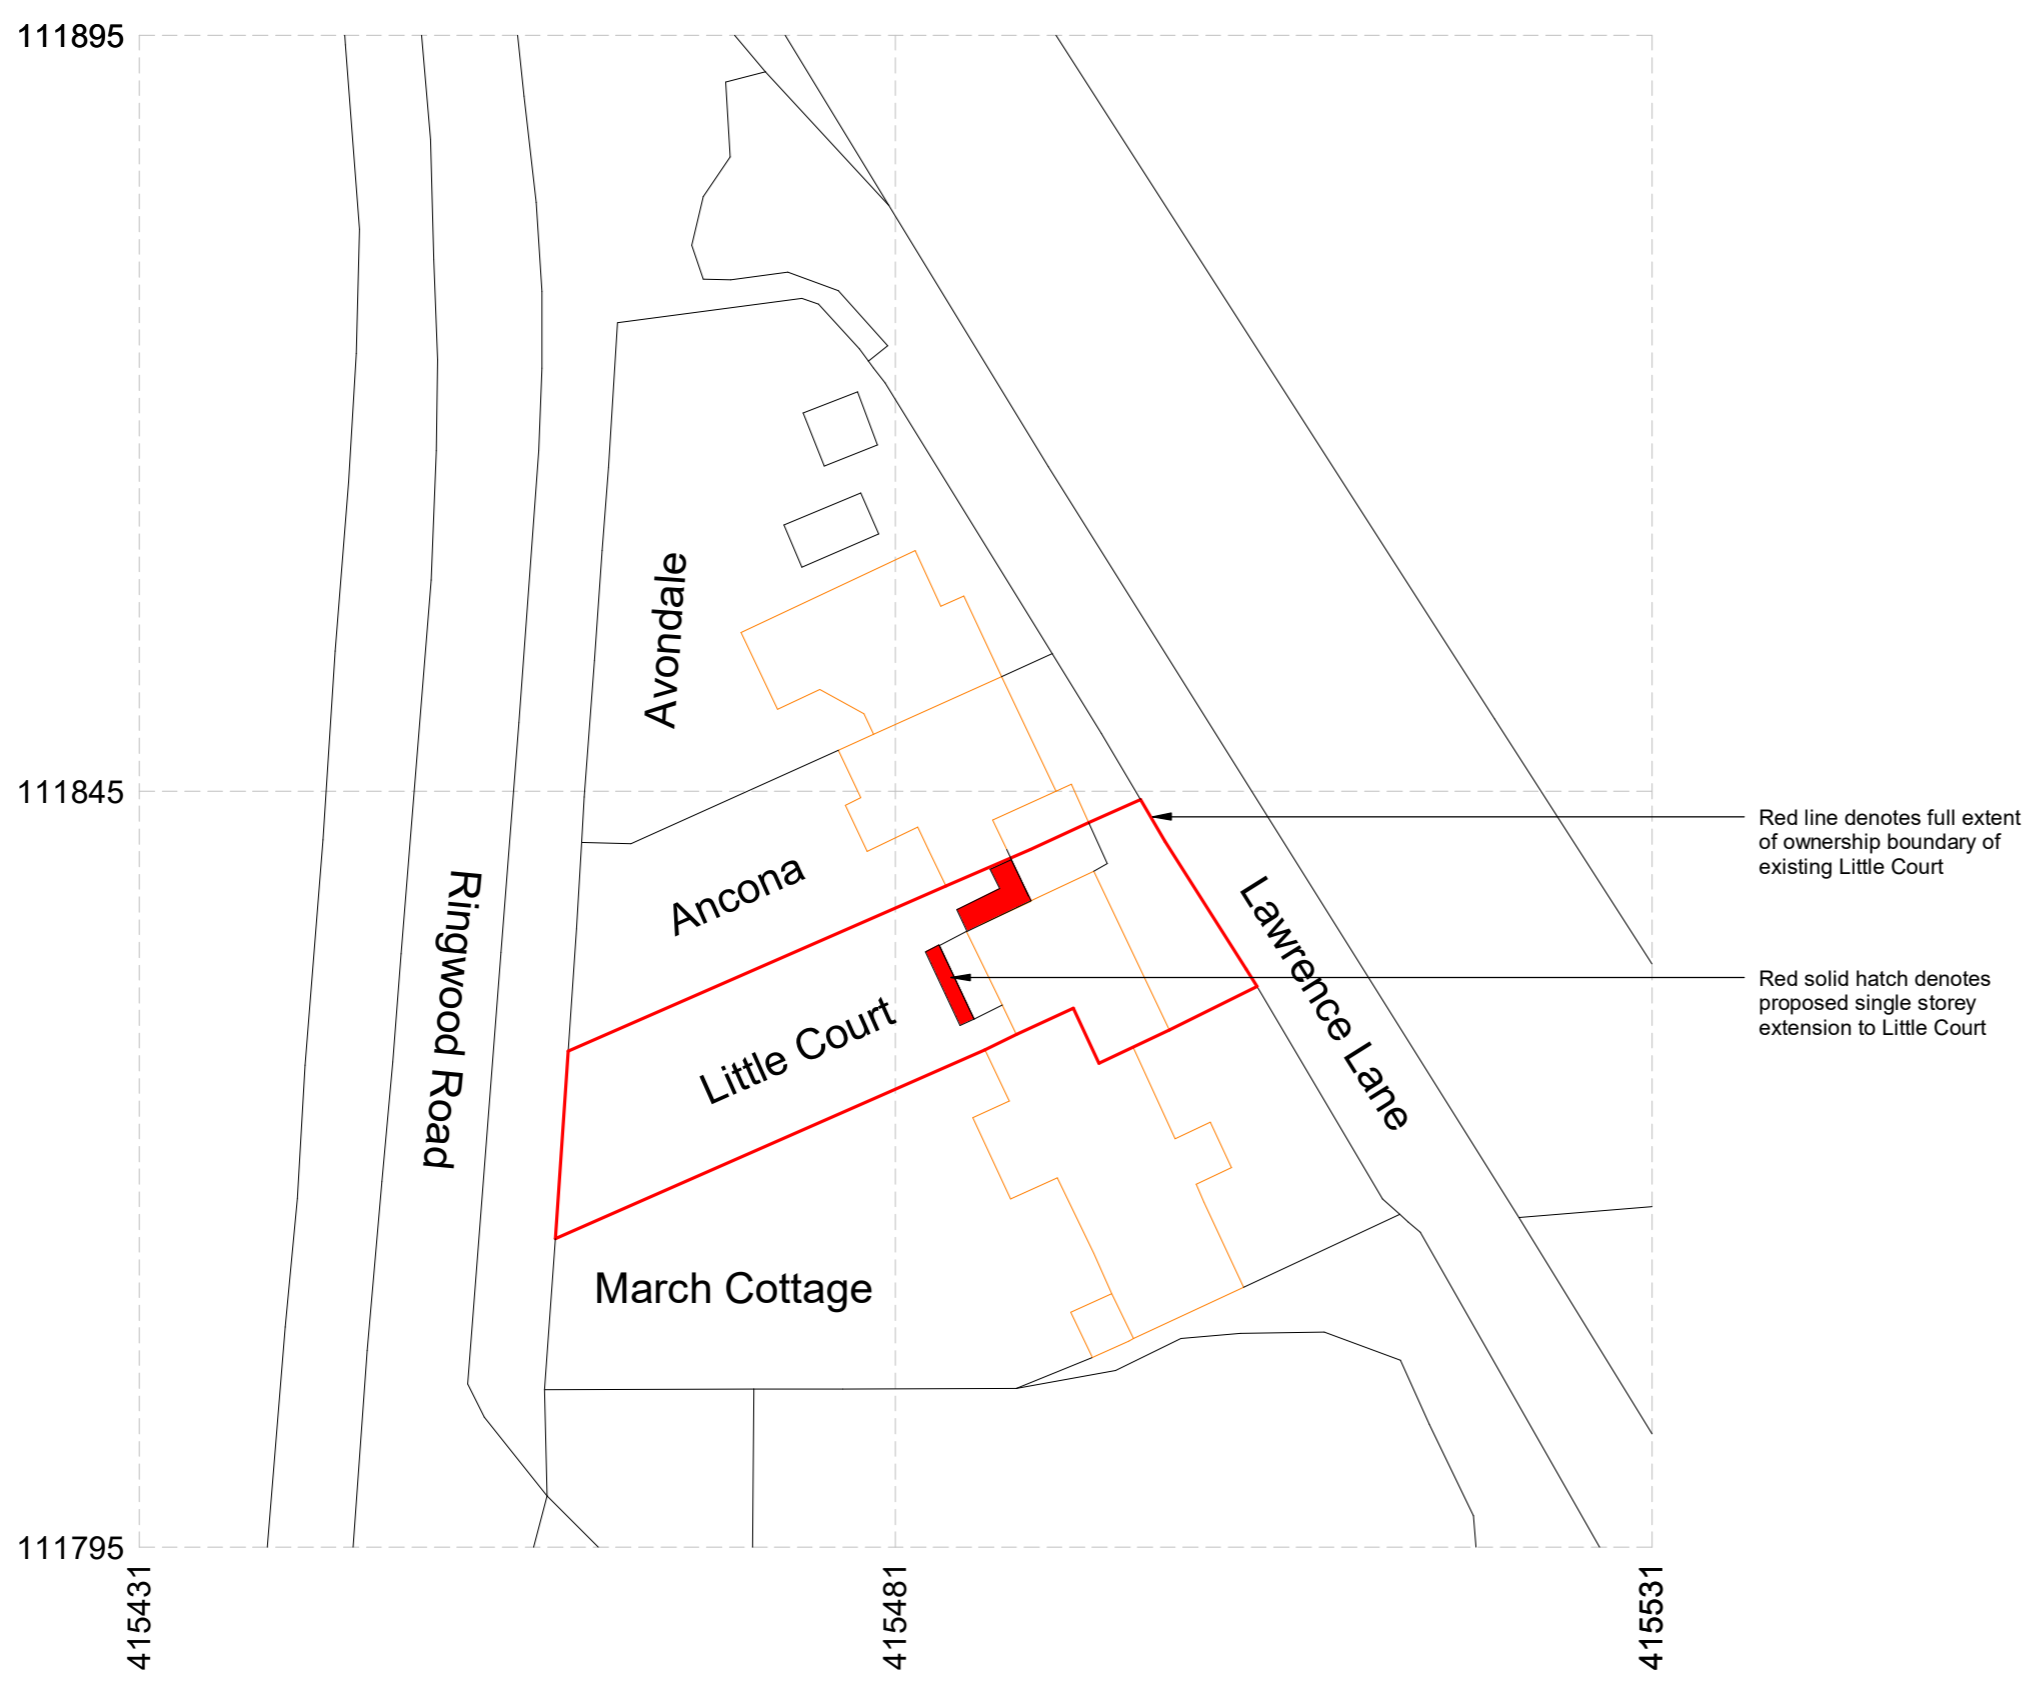 111895
Avondale
111845
Red line denotes full extent
of ownership boundary of
existing Little Court
Ancona
Ringwood Road
Lawrence Lane
Red solid hatch denotes
proposed single storey
extension to Little Court
Little Court
March Cottage
111795
415431
415481
415531